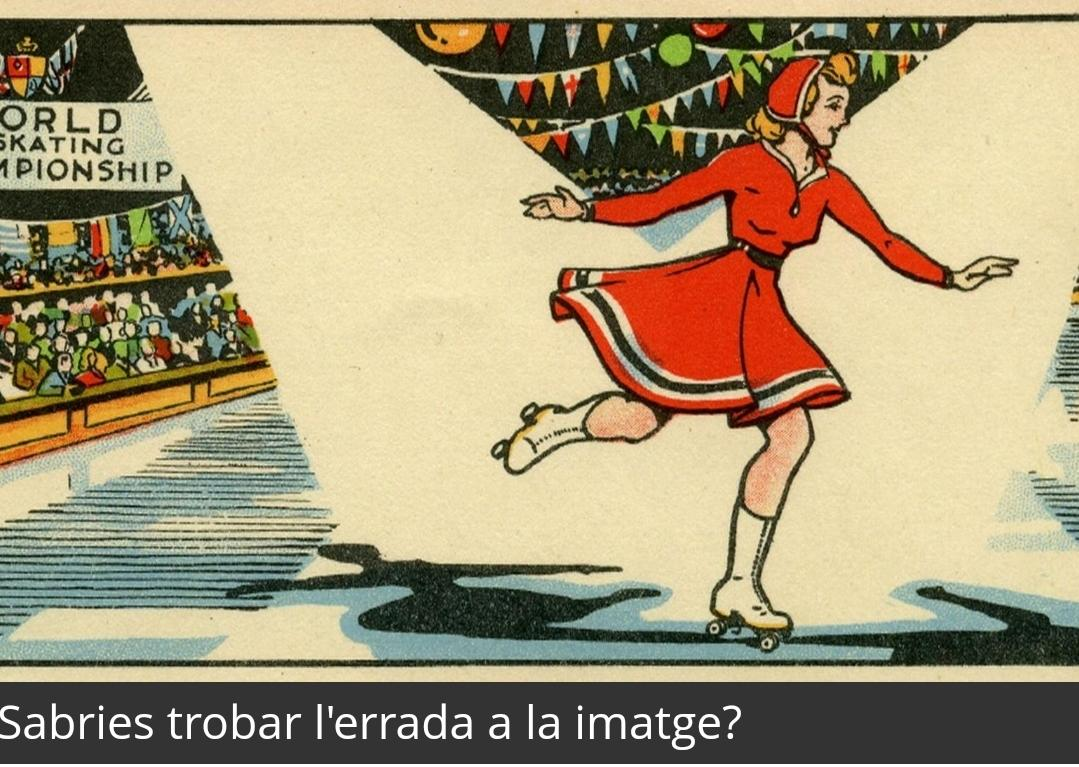 ORLD
SKATING
MPIONSHIP
Sabries trobar l'errada a la imatge?